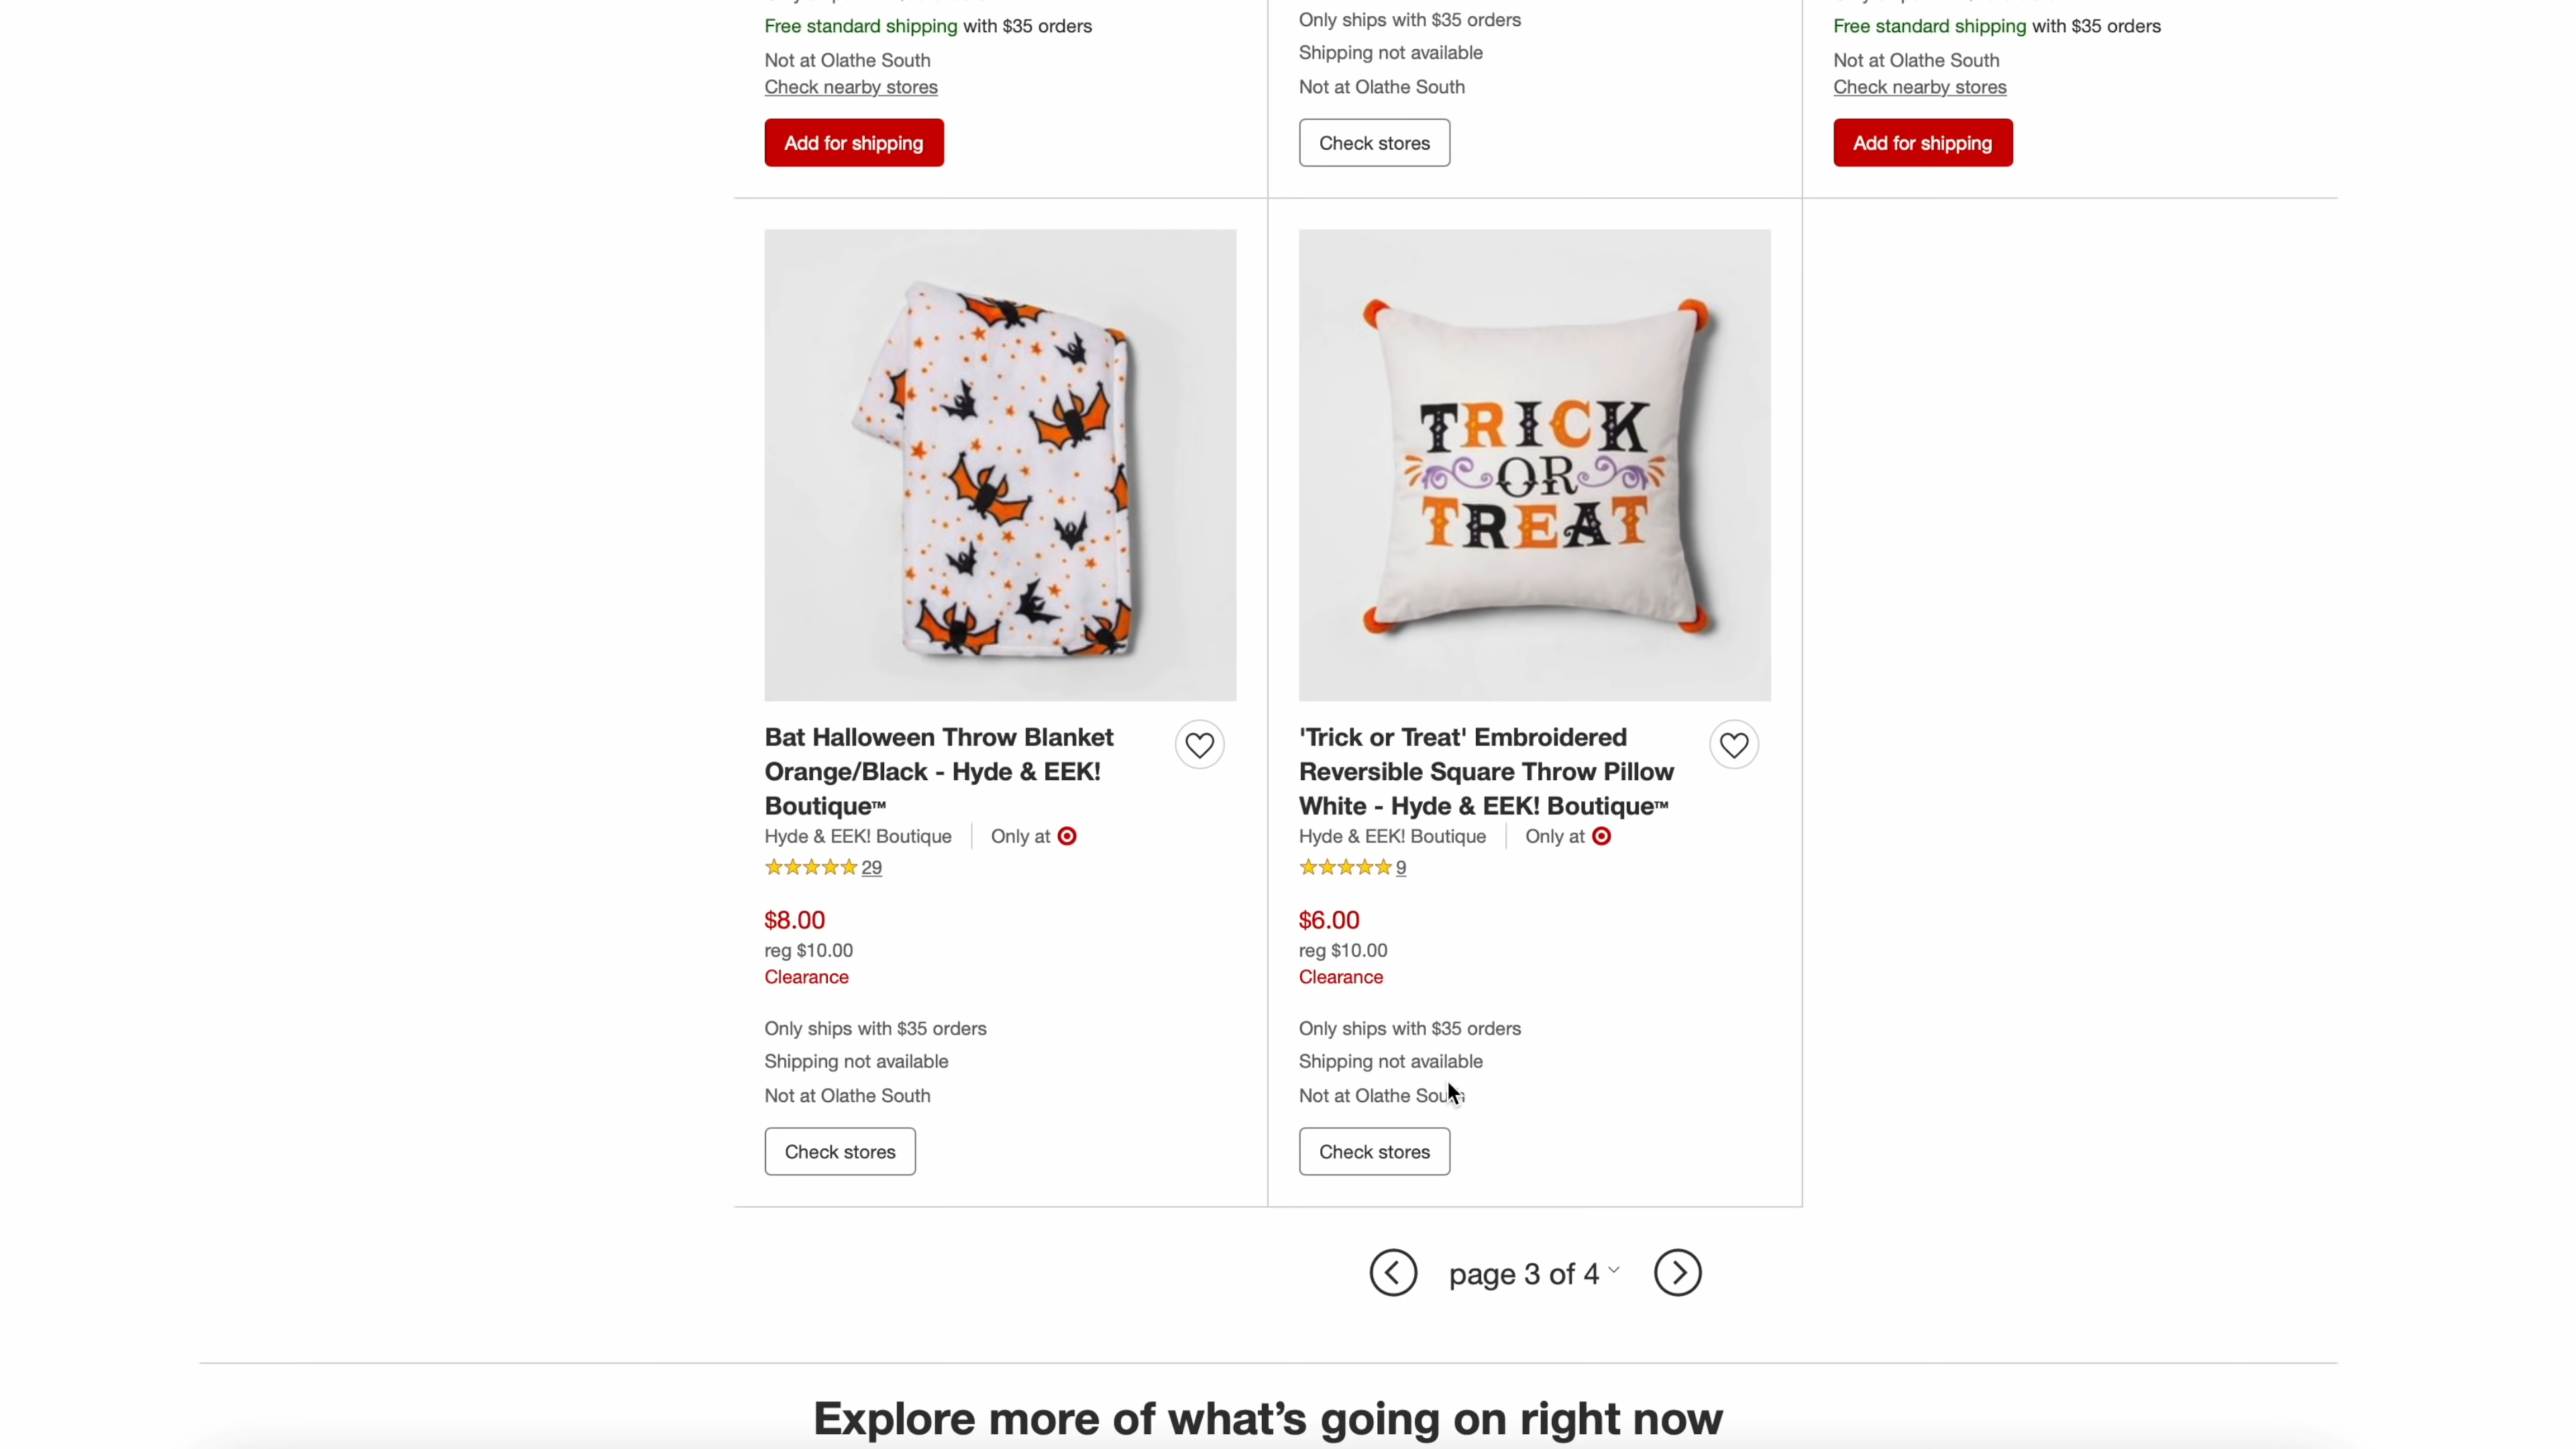 Free standard shipping with $35 orders
Not at Olathe South
Check nearby stores
Add for shipping
Only ships with $35 orders
Shipping not available
Not at Olathe South
Check stores
Free standard shipping with $35 orders
Not at Olathe South
Check nearby stores
Add for shipping
Bat Halloween Throw Blanket
Orange/Black - Hyde & EEK!
Boutique™
Hyde & EEK! Boutique
Only at
29
$8.00
reg $10.00
Clearance
Only ships with $35 orders
Shipping not available
Not at Olathe South
Check stores
TRICK
OR
TREAT
'Trick or Treat' Embroidered
Reversible Square Throw Pillow
White - Hyde & EEK! Boutique™
Hyde & EEK! Boutique
Only at
9
$6.00
reg $10.00
Clearance
Only ships with $35 orders
Shipping not available
Not at Olathe South
Check stores
page 3 of 4
Explore more of what's going on right now